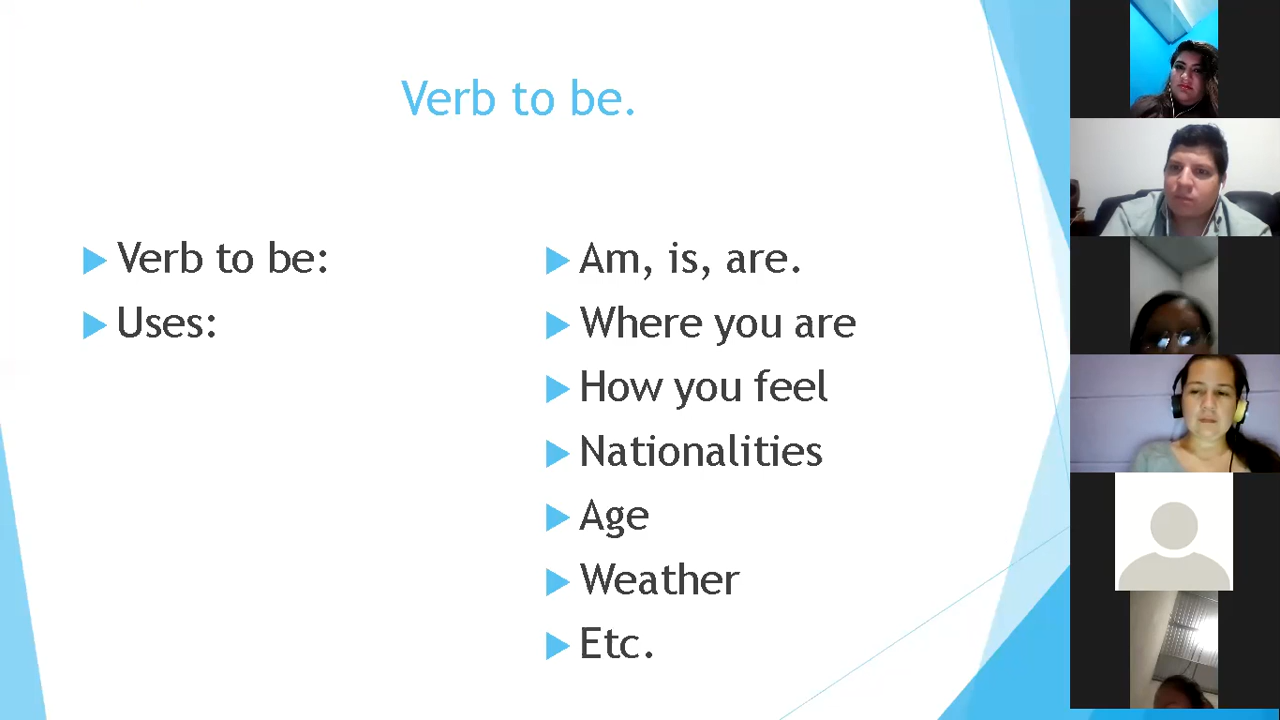 Verb to be.
Verb to be:
Uses:
Am, is, are.
Where you are
How you feel
Nationalities
Age
Weather
Etc.